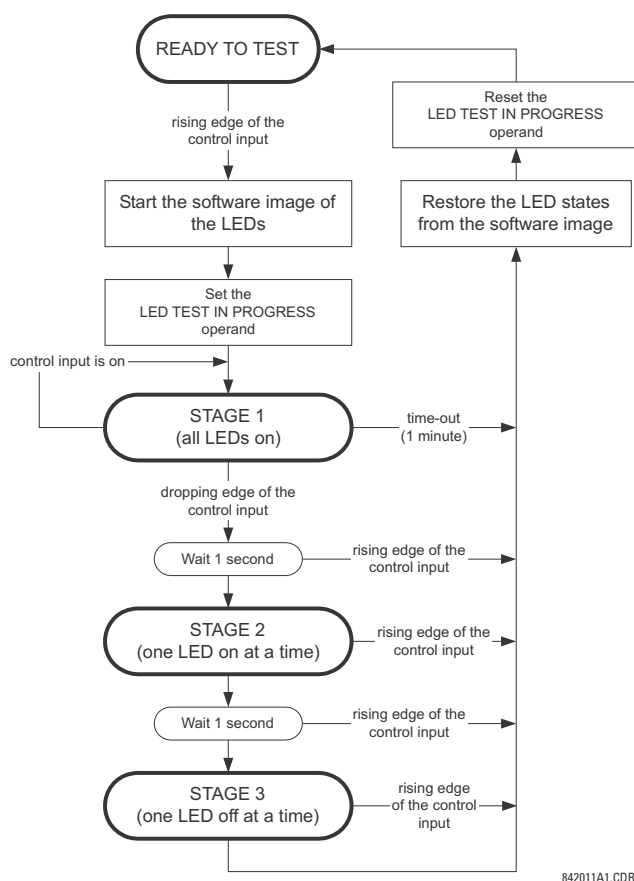 READY TO TEST
Reset the
LED TEST IN PROGRESS
operand
rising edge of the
control input
Start the software image of
the LEDs
Restore the LED states
from the software image
Set the
LED TEST IN PROGRESS
operand
control input is on
STAGE 1
(all LEDs on)
time-out
(1 minute)
dropping edge of the
control input
Wait 1 second
rising edge of the
control input
STAGE 2
(one LED on at a time)
rising edge of the
control input
Wait 1 second
rising edge of the
control input
STAGE 3
(one LED off at a time)
rising edge
of the control
input
842011A1.CDR